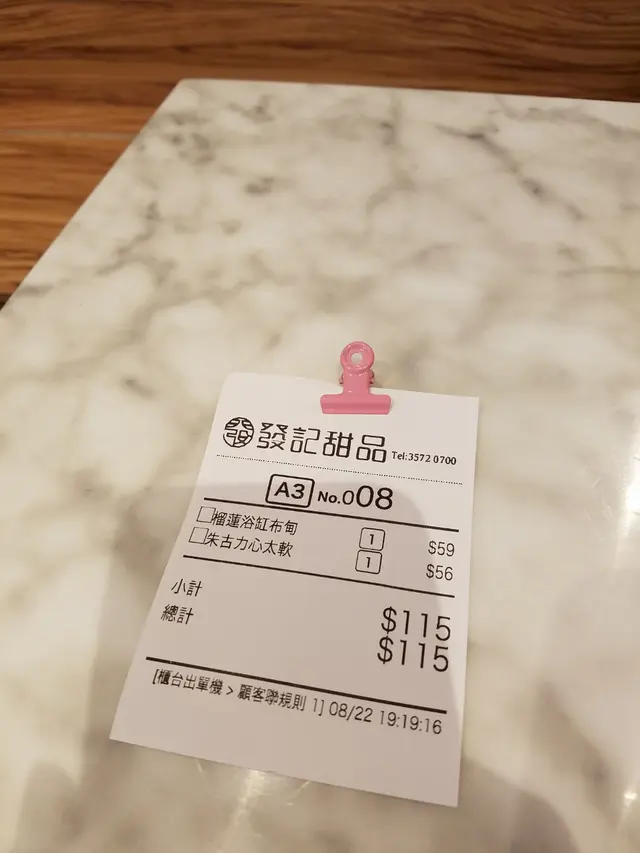 發記甜品 Tel:3572 0700
A3 No.008
榴蓮浴缸布甸 1 $59
朱古力心太軟 1 $56
小計 $115
總計 $115
[櫃台出單機 > 顧客聯規則 1] 08/22 19:19:16